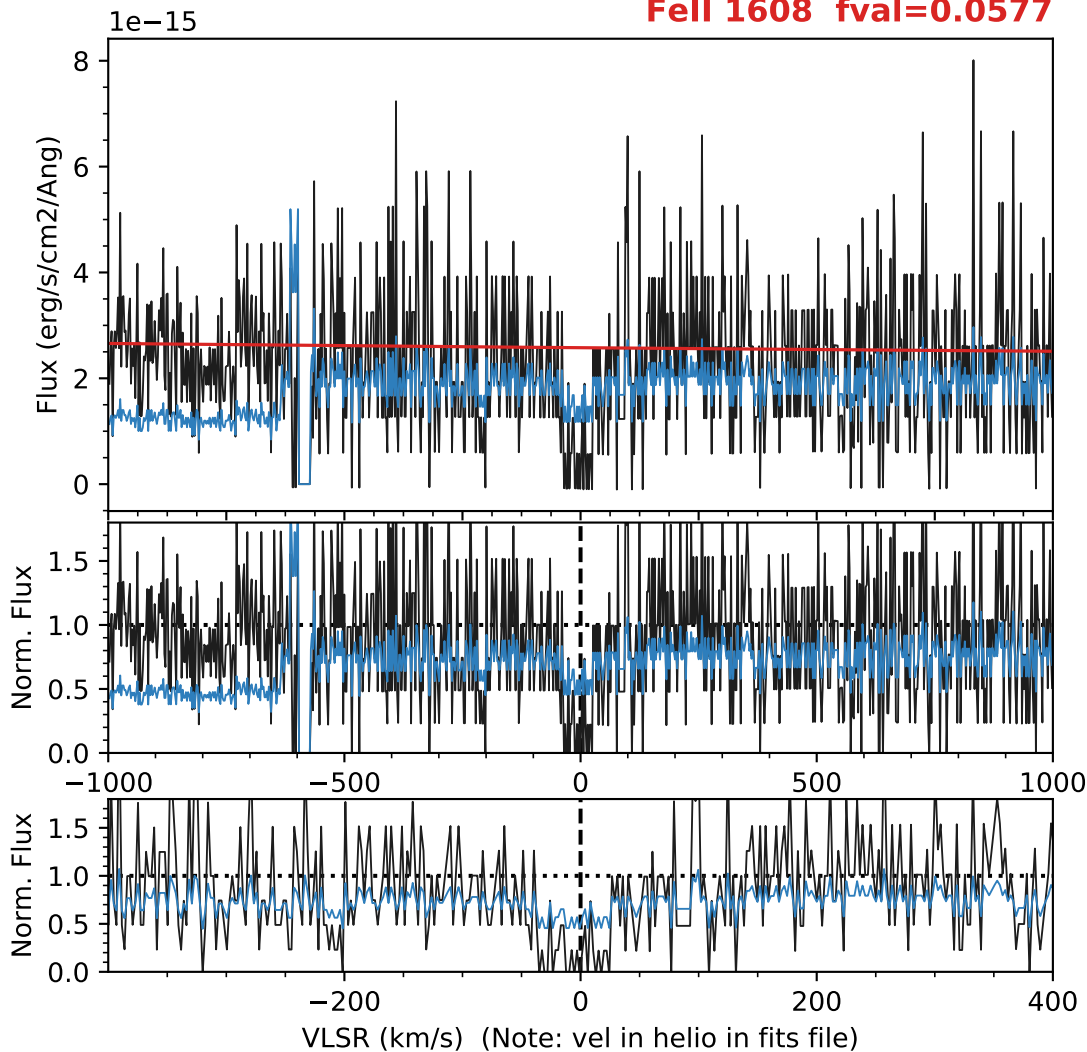 FeII 1608 fval=0.0577
1e−15
8
6
4
2
0
Flux (erg/s/cm2/Ang)
1.5
1.0
0.5
0.0
Norm. Flux
−1000 −500 0 500 1000
1.5
1.0
0.5
0.0
Norm. Flux
−200 0 200 400
VLSR (km/s) (Note: vel in helio in fits file)